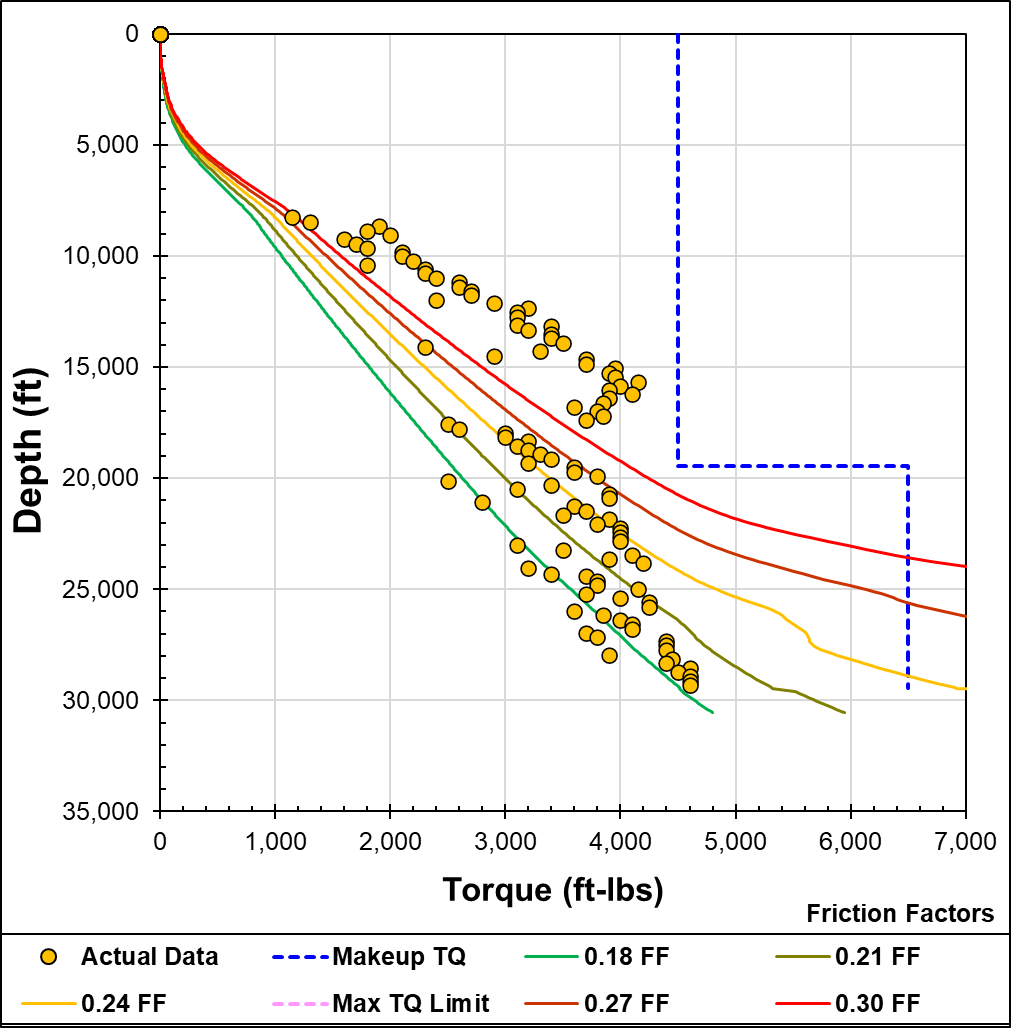 0
5,000
10,000
15,000
20,000
25,000
30,000
35,000
Depth (ft)
0 1,000 2,000 3,000 4,000 5,000 6,000 7,000
Torque (ft-lbs)
Friction Factors
Actual Data Makeup TQ 0.18 FF 0.21 FF
0.24 FF Max TQ Limit 0.27 FF 0.30 FF